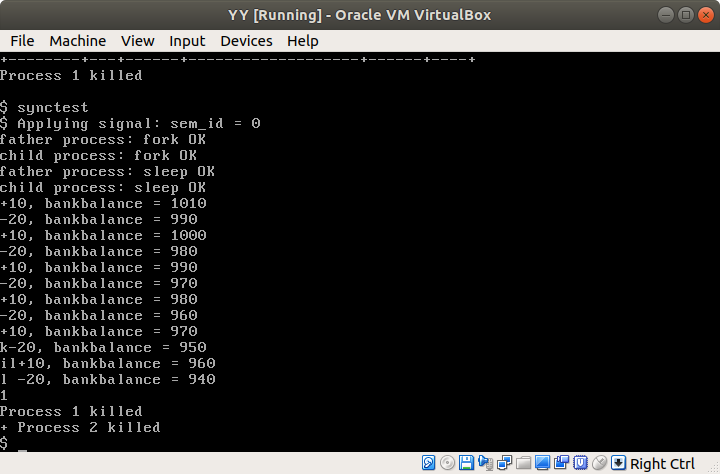 YY [Running] - Oracle VM VirtualBox
File Machine View Input Devices Help
+--------+---+------+-------------------+------+----+
Process 1 killed
$ synctest
$ Applying signal: sem_id = 0
father process: fork OK
child process: fork OK
father process: sleep OK
child process: sleep OK
+10, bankbalance = 1010
-20, bankbalance = 990
+10, bankbalance = 1000
-20, bankbalance = 980
+10, bankbalance = 990
-20, bankbalance = 970
+10, bankbalance = 980
-20, bankbalance = 960
+10, bankbalance = 970
k-20, bankbalance = 950
il+10, bankbalance = 960
l -20, bankbalance = 940
1
Process 1 killed
+ Process 2 killed
$ _
Right Ctrl